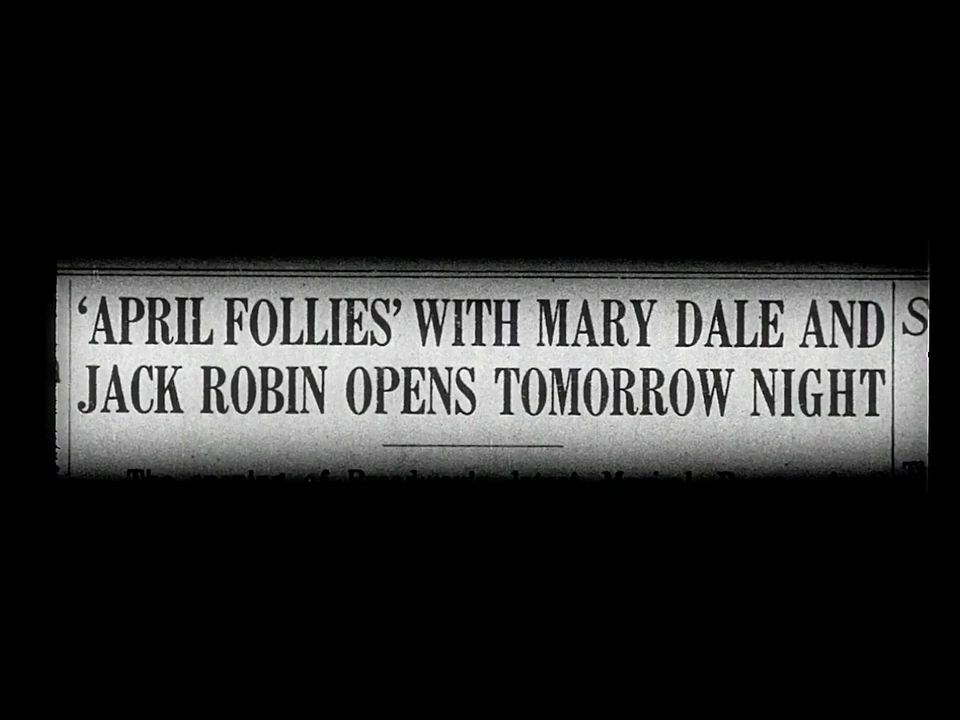 ‘APRIL FOLLIES’ WITH MARY DALE AND
JACK ROBIN OPENS TOMORROW NIGHT